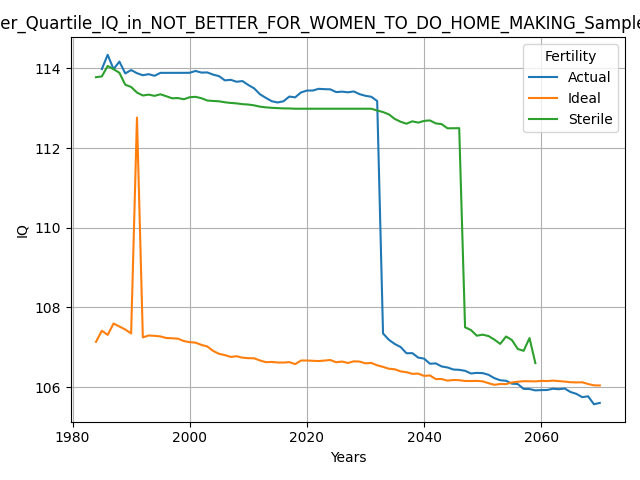 er_Quartile_IQ_in_NOT_BETTER_FOR_WOMEN_TO_DO_HOME_MAKING_Sample
Fertility
Actual
Ideal
Sterile
IQ
114
112
110
108
106
1980
2000
2020
2040
2060
Years